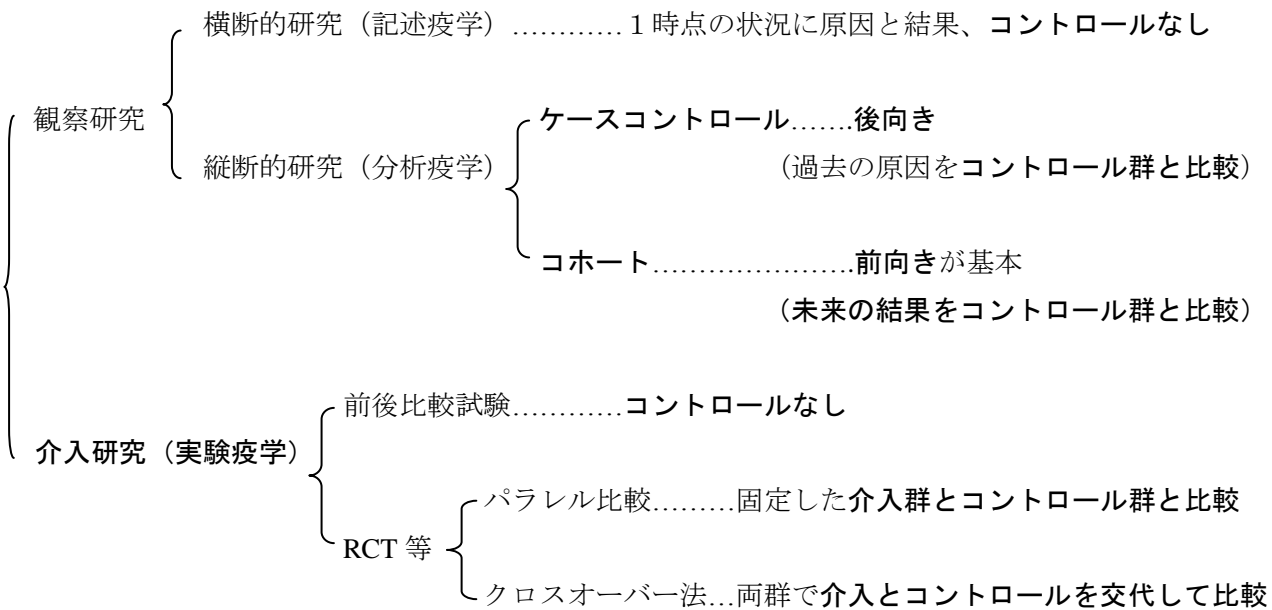 横断的研究（記述疫学）…………１時点の状況に原因と結果、コントロールなし
観察研究
ケースコントロール…….後向き
縦断的研究（分析疫学）
（過去の原因をコントロール群と比較）
コホート………………….前向きが基本
（未来の結果をコントロール群と比較）
前後比較試験…………コントロールなし
介入研究（実験疫学）
パラレル比較………固定した介入群とコントロール群と比較
RCT 等
クロスオーバー法…両群で介入とコントロールを交代して比較